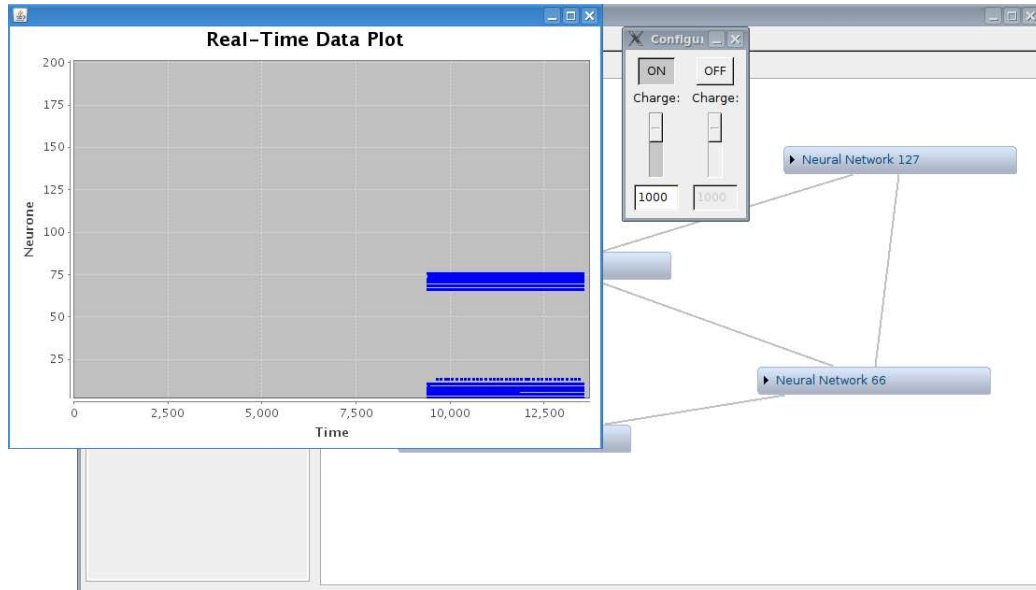 Real-Time Data Plot
200
175
150
125
100
75
50
25
Neurone
0 2,500 5,000 7,500 10,000 12,500
Time
X Configui
ON OFF
Charge: Charge:
1000 1000
Neural Network 127
Neural Network 66